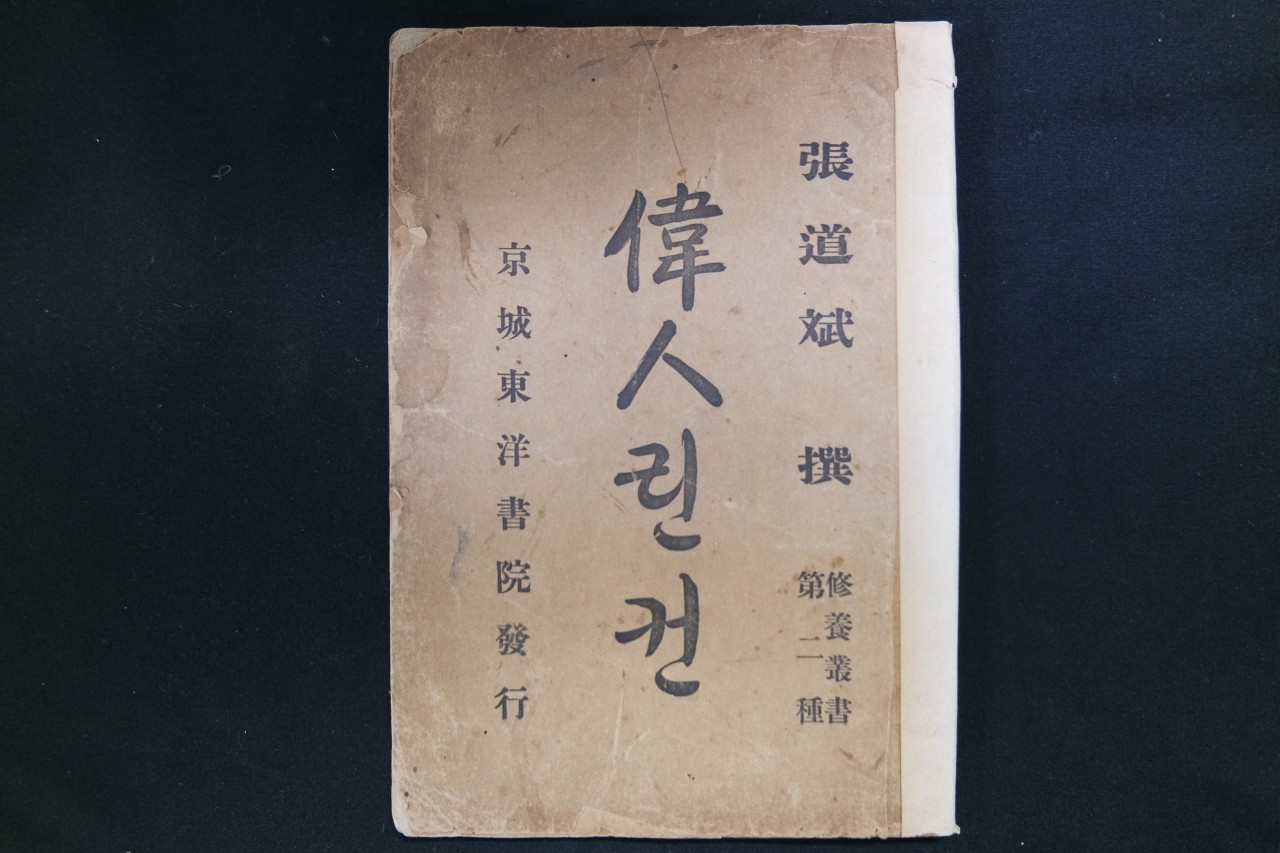 張道斌 撰
修養叢書
第二種
偉人린컨
京城東洋書院發行